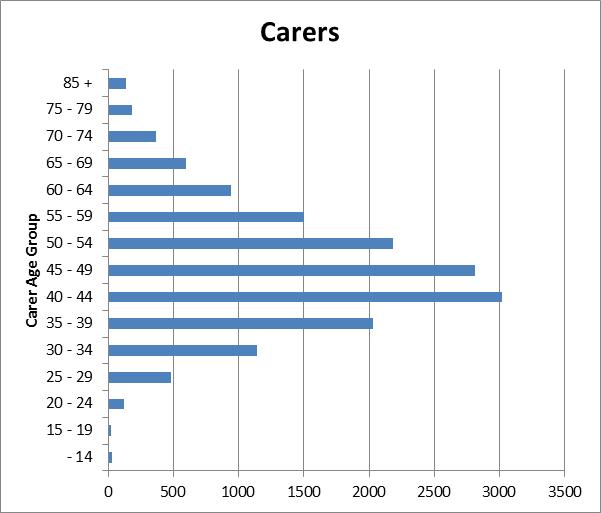 Carers
Carer Age Group
85 +
75 - 79
70 - 74
65 - 69
60 - 64
55 - 59
50 - 54
45 - 49
40 - 44
35 - 39
30 - 34
25 - 29
20 - 24
15 - 19
- 14
0 500 1000 1500 2000 2500 3000 3500